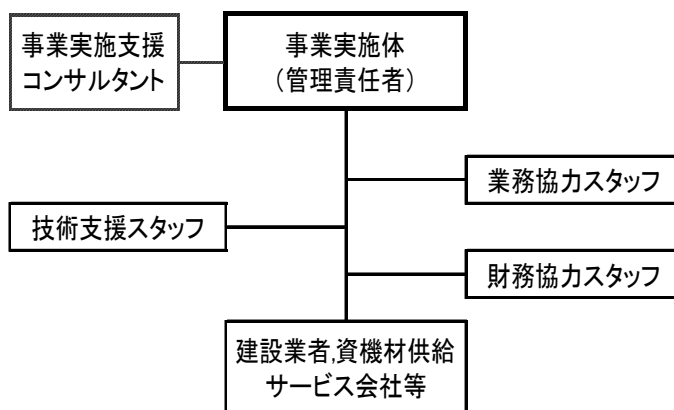 事業実施支援
コンサルタント
事業実施体
（管理責任者）
業務協力スタッフ
技術支援スタッフ
財務協力スタッフ
建設業者,資機材供給
サービス会社等